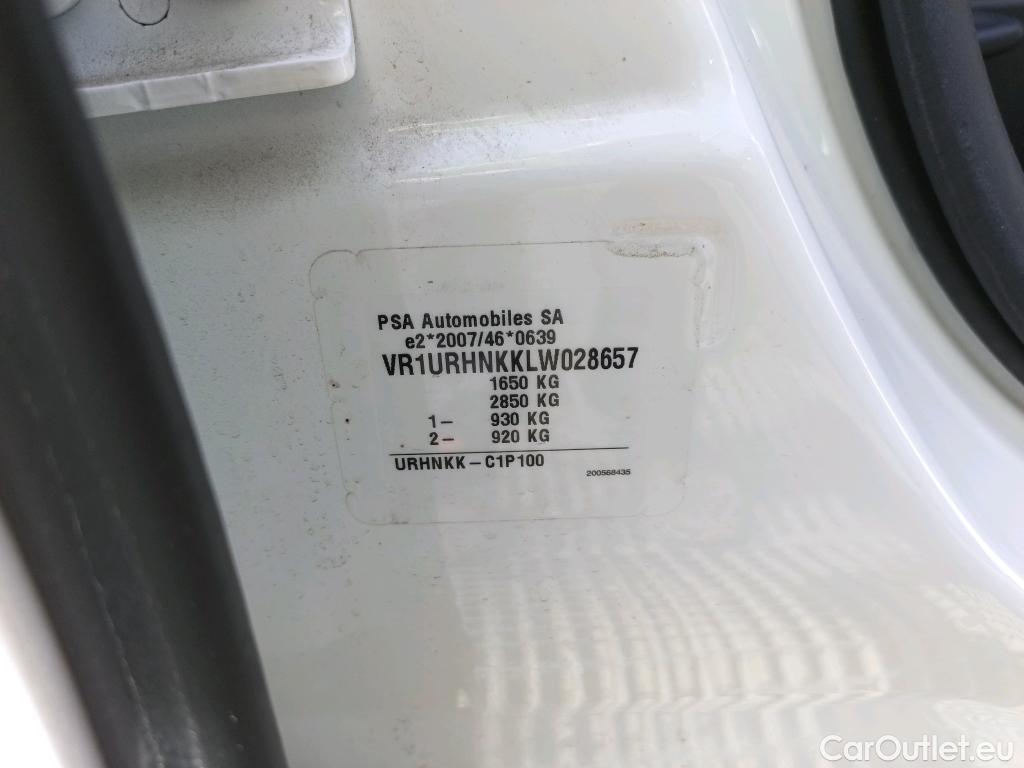 PSA Automobiles SA
e2*2007/46*0639
VR1URHNKKLW028657
1650 KG
2850 KG
1– 930 KG
2– 920 KG
URHNKK–C1P100
200568435
CarOutlet.eu